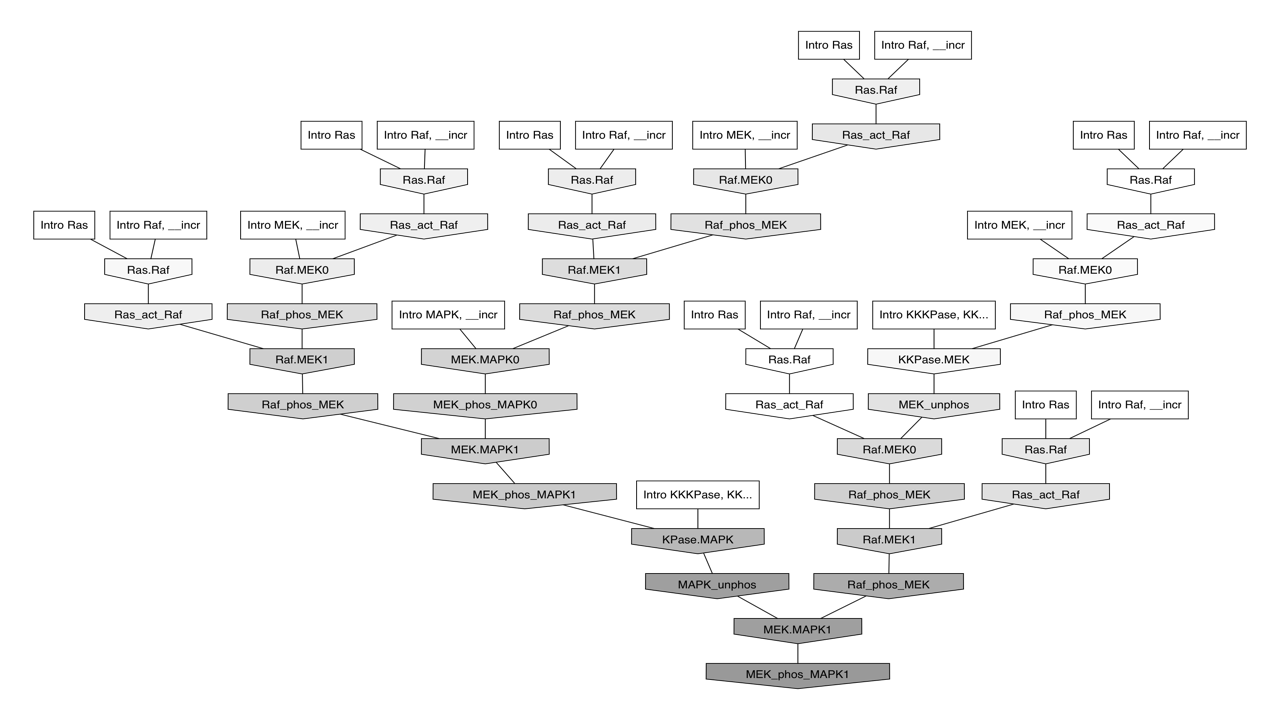 Intro Ras
Intro Raf, __incr
Ras.Raf
Intro Ras
Intro Raf, __incr
Intro Ras
Intro Raf, __incr
Intro MEK, __incr
Ras_act_Raf
Intro Ras
Intro Raf, __incr
Ras.Raf
Ras.Raf
Raf.MEK0
Ras.Raf
Intro Ras
Intro Raf, __incr
Intro MEK, __incr
Ras_act_Raf
Ras_act_Raf
Raf_phos_MEK
Intro MEK, __incr
Ras_act_Raf
Ras.Raf
Raf.MEK0
Raf.MEK1
Raf.MEK0
Ras_act_Raf
Raf_phos_MEK
Intro MAPK, __incr
Raf_phos_MEK
Intro Ras
Intro Raf, __incr
Intro KKKPase, KK...
Raf_phos_MEK
Raf.MEK1
MEK.MAPK0
Ras.Raf
KKPase.MEK
Raf_phos_MEK
MEK_phos_MAPK0
Ras_act_Raf
MEK_unphos
Intro Ras
Intro Raf, __incr
MEK.MAPK1
Raf.MEK0
Ras.Raf
MEK_phos_MAPK1
Intro KKKPase, KK...
Raf_phos_MEK
Ras_act_Raf
KPase.MAPK
Raf.MEK1
MAPK_unphos
Raf_phos_MEK
MEK.MAPK1
MEK_phos_MAPK1